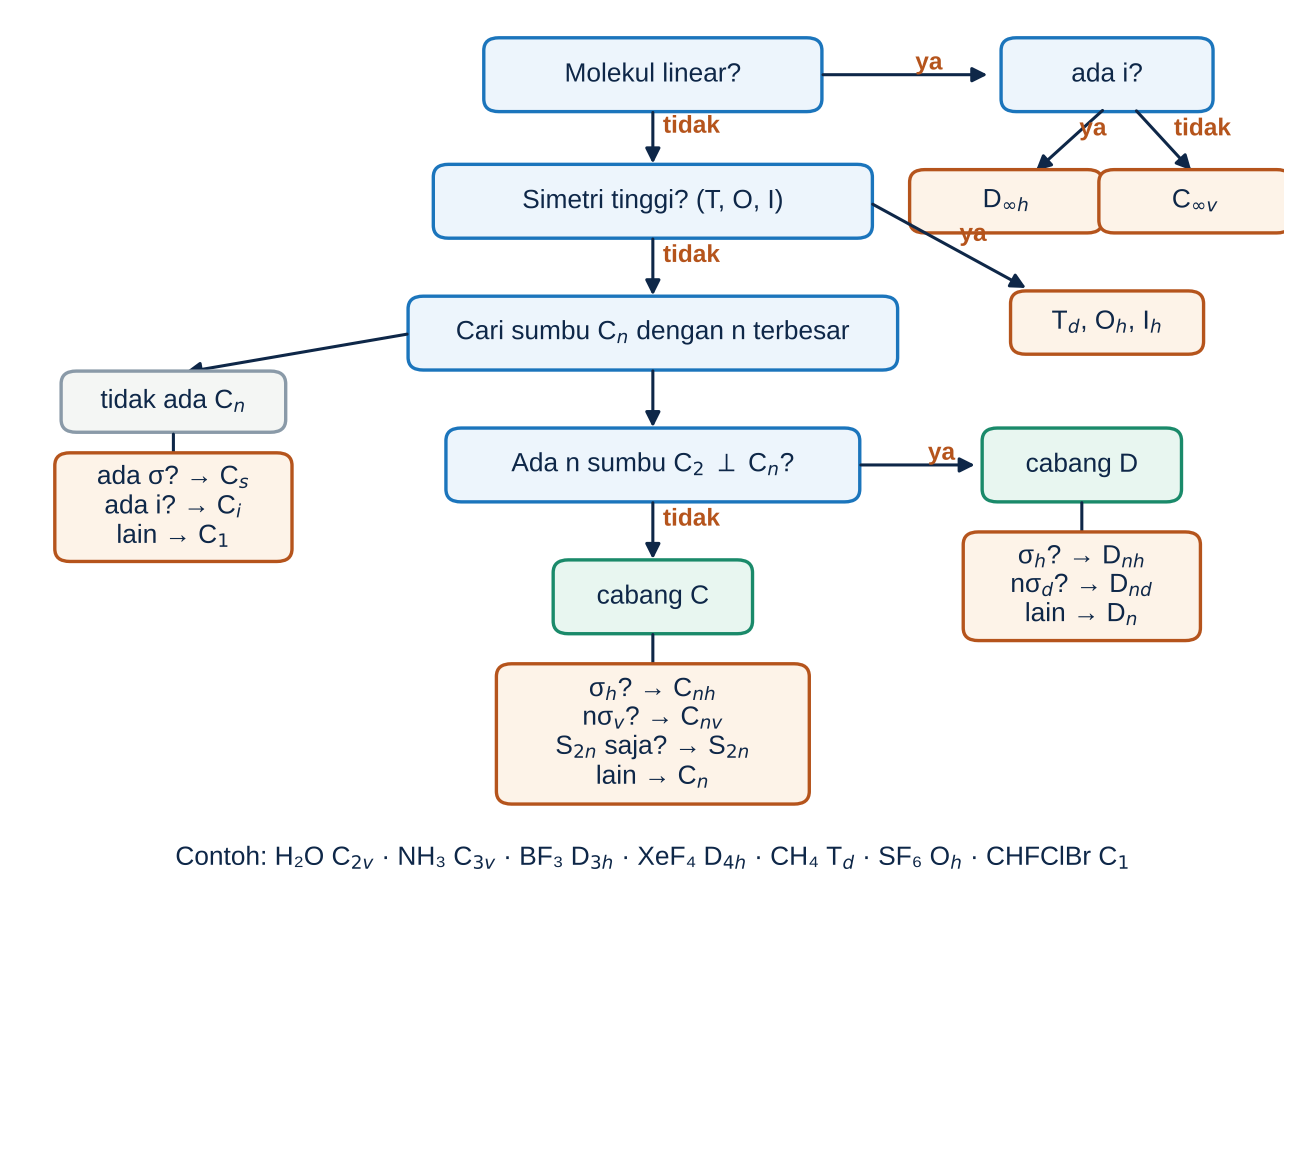 Molekul linear?
ya
ada i?
tidak
ya
tidak
Simetri tinggi? (T, O, I)
D∞h
C∞v
ya
tidak
Td, Oh, Ih
Cari sumbu Cn dengan n terbesar
tidak ada Cn
ada σ? → Cs
ada i? → Ci
lain → C1
Ada n sumbu C2 ⊥ Cn?
ya
cabang D
tidak
σh? → Dnh
nσd? → Dnd
lain → Dn
cabang C
σh? → Cnh
nσv? → Cnv
S2n saja? → S2n
lain → Cn
Contoh: H₂O C2v · NH₃ C3v · BF₃ D3h · XeF₄ D4h · CH₄ Td · SF₆ Oh · CHFClBr C1